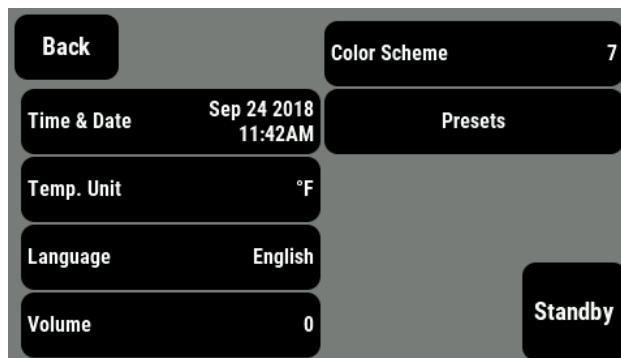 Back
Time & Date Sep 24 2018
11:42AM
Temp. Unit °F
Language English
Volume 0
Color Scheme 7
Presets
Standby